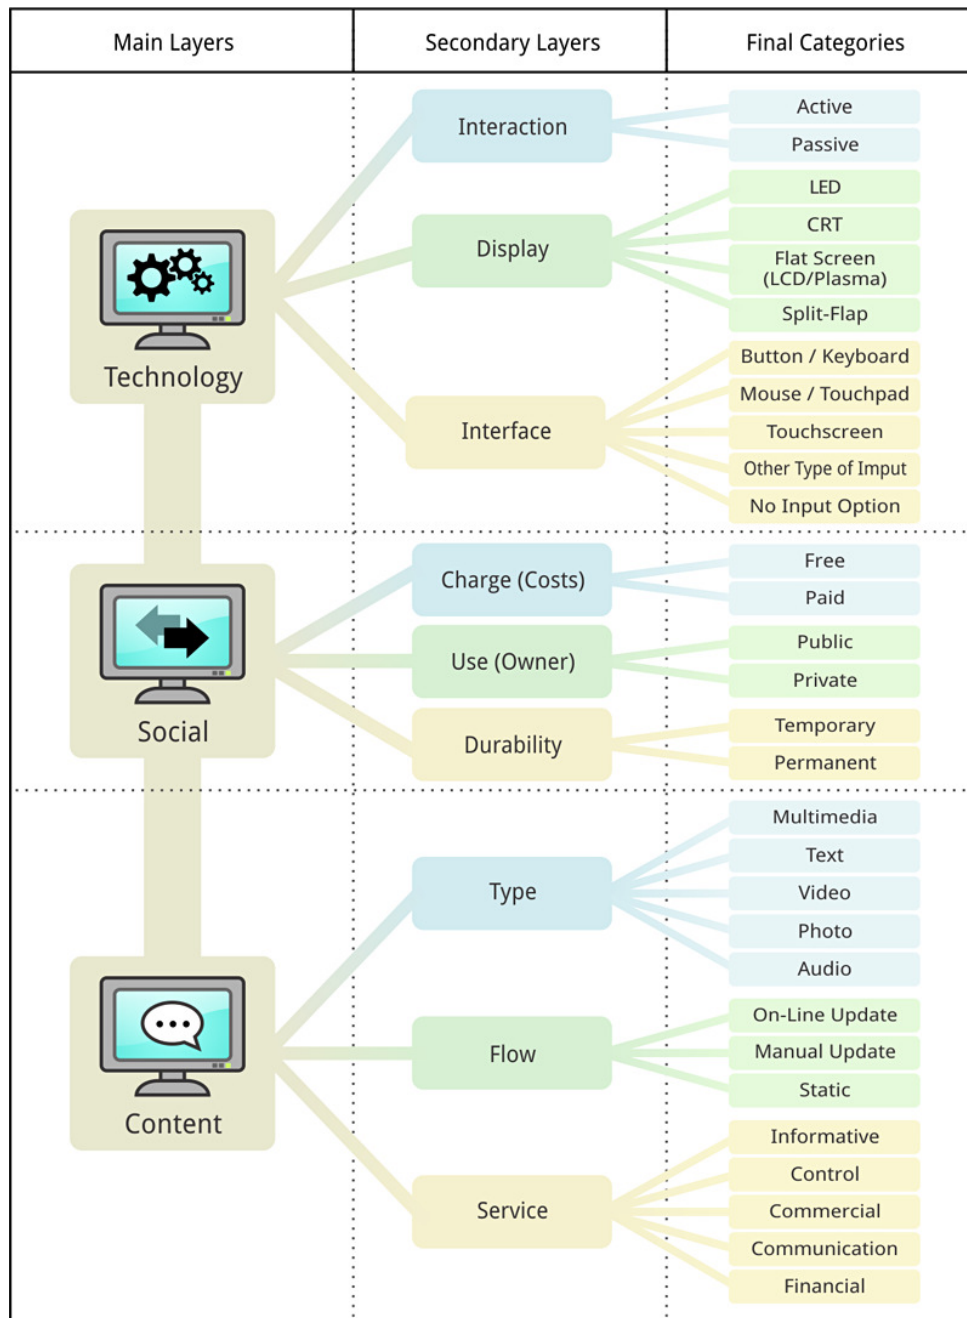 Main Layers
Secondary Layers
Final Categories
Technology
Interaction
Active
Passive
Display
LED
CRT
Flat Screen
(LCD/Plasma)
Split-Flap
Interface
Button / Keyboard
Mouse / Touchpad
Touchscreen
Other Type of Imput
No Input Option
Social
Charge (Costs)
Free
Paid
Use (Owner)
Public
Private
Durability
Temporary
Permanent
Content
Type
Multimedia
Text
Video
Photo
Audio
Flow
On-Line Update
Manual Update
Static
Service
Informative
Control
Commercial
Communication
Financial